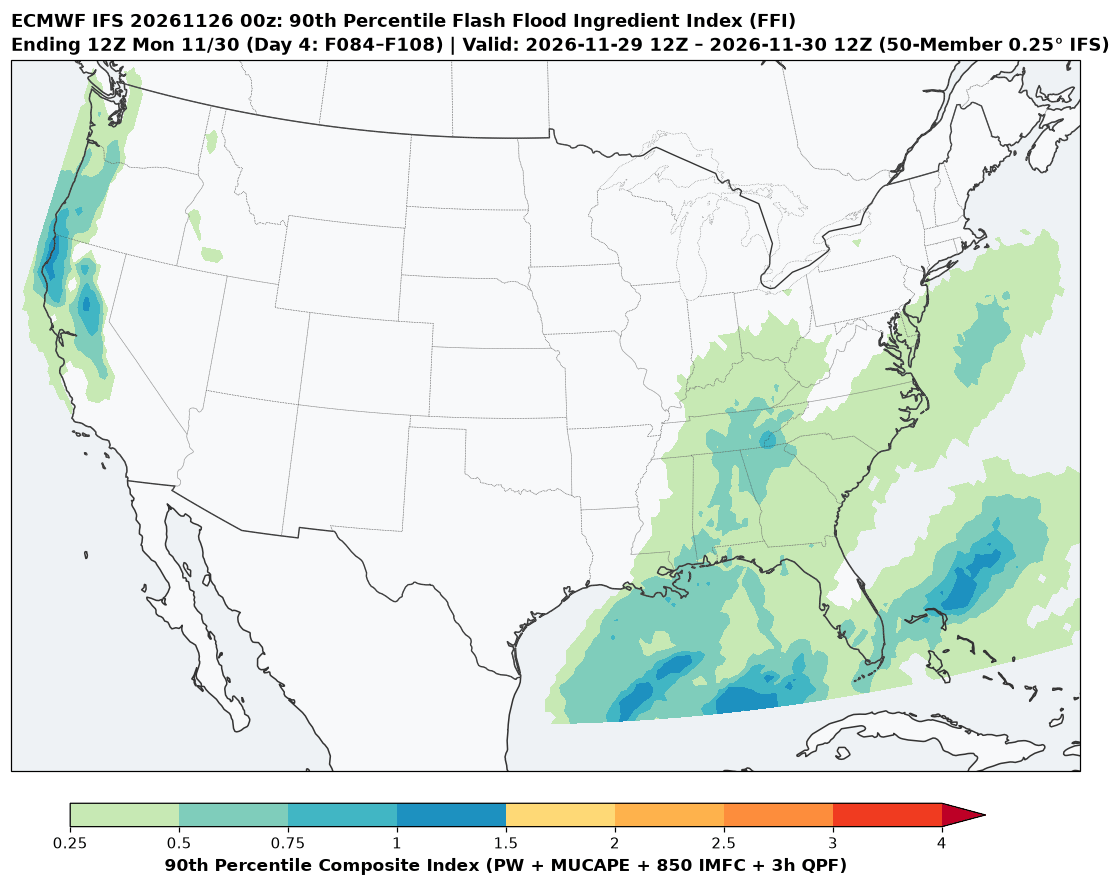 ECMWF IFS 20261126 00z: 90th Percentile Flash Flood Ingredient Index (FFI)
Ending 12Z Mon 11/30 (Day 4: F084–F108) | Valid: 2026-11-29 12Z – 2026-11-30 12Z (50-Member 0.25° IFS)
0.25 0.5 0.75 1 1.5 2 2.5 3 4
90th Percentile Composite Index (PW + MUCAPE + 850 IMFC + 3h QPF)